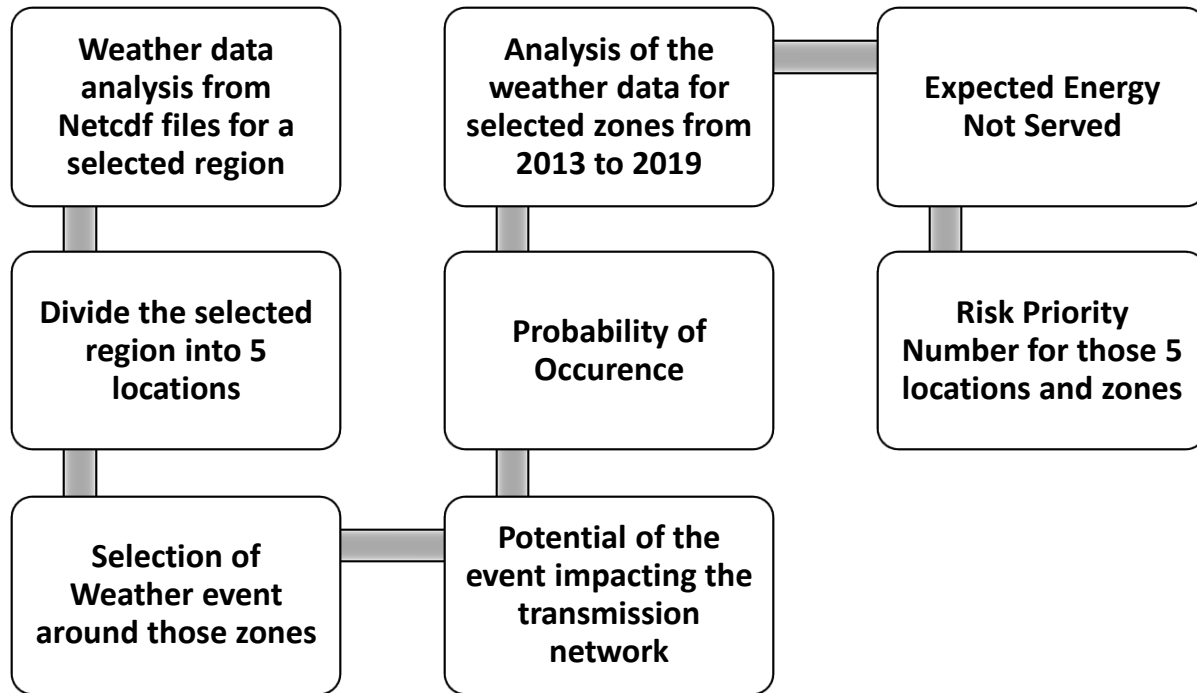 Weather data
analysis from
Netcdf files for a
selected region
Divide the selected
region into 5
locations
Selection of
Weather event
around those zones
Potential of the
event impacting the
transmission
network
Probability of
Occurence
Analysis of the
weather data for
selected zones from
2013 to 2019
Expected Energy
Not Served
Risk Priority
Number for those 5
locations and zones